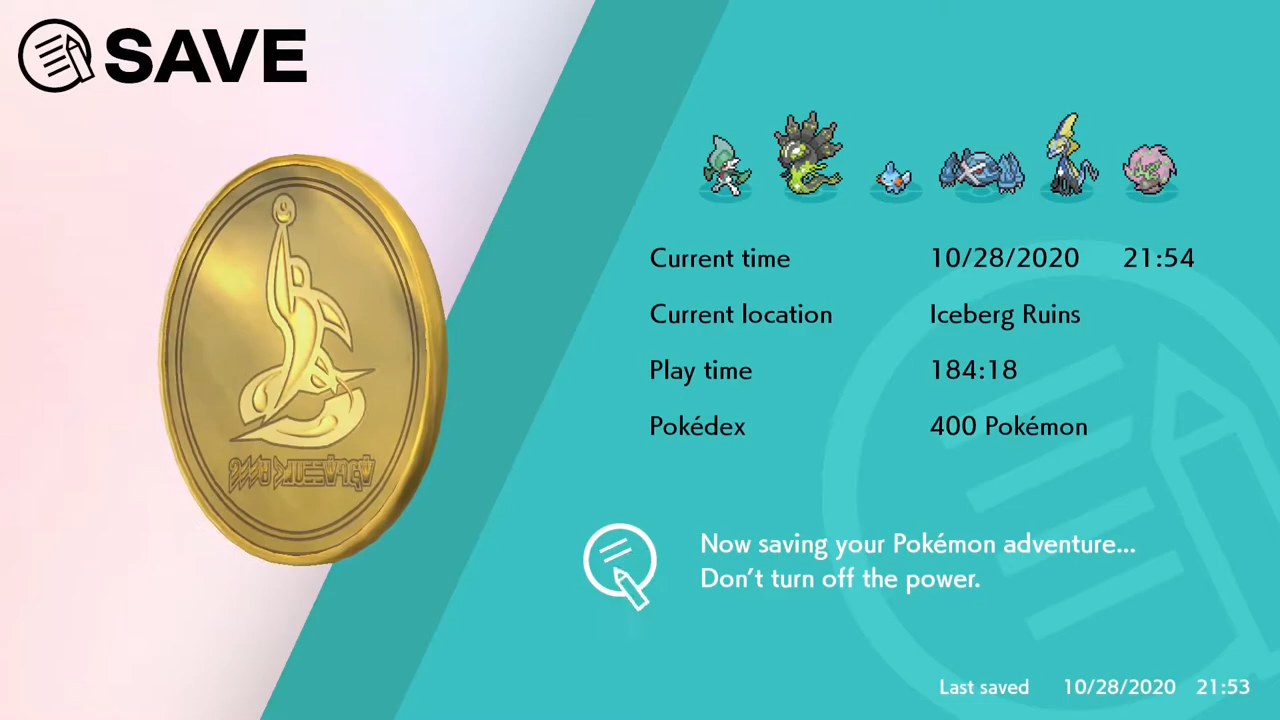 SAVE
Current time 10/28/2020 21:54
Current location Iceberg Ruins
Play time 184:18
Pokédex 400 Pokémon
Now saving your Pokémon adventure...
Don't turn off the power.
Last saved 10/28/2020 21:53